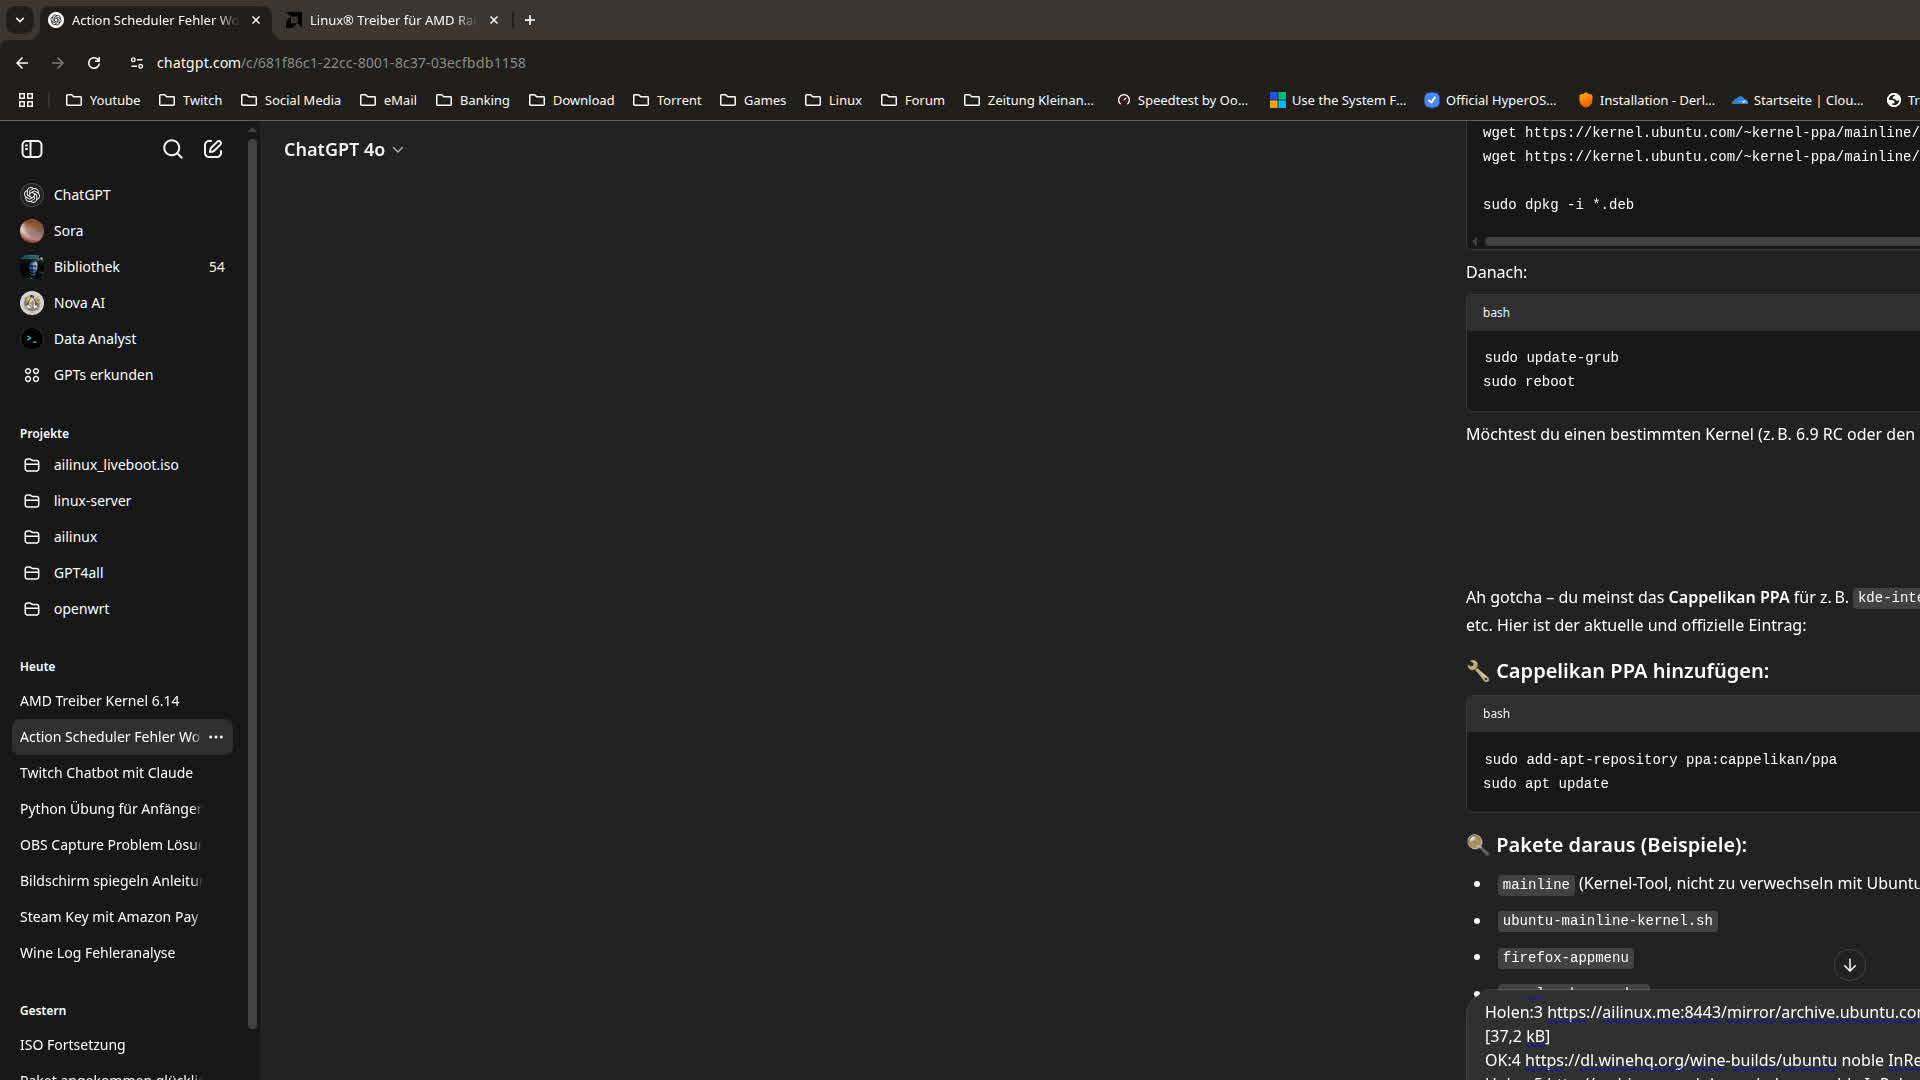 Action Scheduler Fehler Wo
Linux® Treiber für AMD Ra
chatgpt.com/c/681f86c1-22cc-8001-8c37-03ecfbdb1158
Youtube Twitch Social Media eMail Banking Download Torrent Games Linux Forum Zeitung Kleinan... Speedtest by Oo... Use the System F... Official HyperOS... Installation - Derl... Startseite | Clou... Tr
ChatGPT 4o
ChatGPT
Sora
Bibliothek 54
Nova AI
Data Analyst
GPTs erkunden
Projekte
ailinux_liveboot.iso
linux-server
ailinux
GPT4all
openwrt
Heute
AMD Treiber Kernel 6.14
Action Scheduler Fehler Wo
Twitch Chatbot mit Claude
Python Übung für Anfänger
OBS Capture Problem Lösu
Bildschirm spiegeln Anleitu
Steam Key mit Amazon Pay
Wine Log Fehleranalyse
Gestern
ISO Fortsetzung
wget https://kernel.ubuntu.com/~kernel-ppa/mainline/
wget https://kernel.ubuntu.com/~kernel-ppa/mainline/
sudo dpkg -i *.deb
Danach:
bash
sudo update-grub
sudo reboot
Möchtest du einen bestimmten Kernel (z. B. 6.9 RC oder den
Ah gotcha – du meinst das Cappelikan PPA für z. B. kde-inte
etc. Hier ist der aktuelle und offizielle Eintrag:
🔧 Cappelikan PPA hinzufügen:
bash
sudo add-apt-repository ppa:cappelikan/ppa
sudo apt update
🔍 Pakete daraus (Beispiele):
• mainline (Kernel-Tool, nicht zu verwechseln mit Ubuntu
• ubuntu-mainline-kernel.sh
• firefox-appmenu
Holen:3 https://ailinux.me:8443/mirror/archive.ubuntu.co
[37,2 kB]
OK:4 https://dl.winehq.org/wine-builds/ubuntu noble InRe